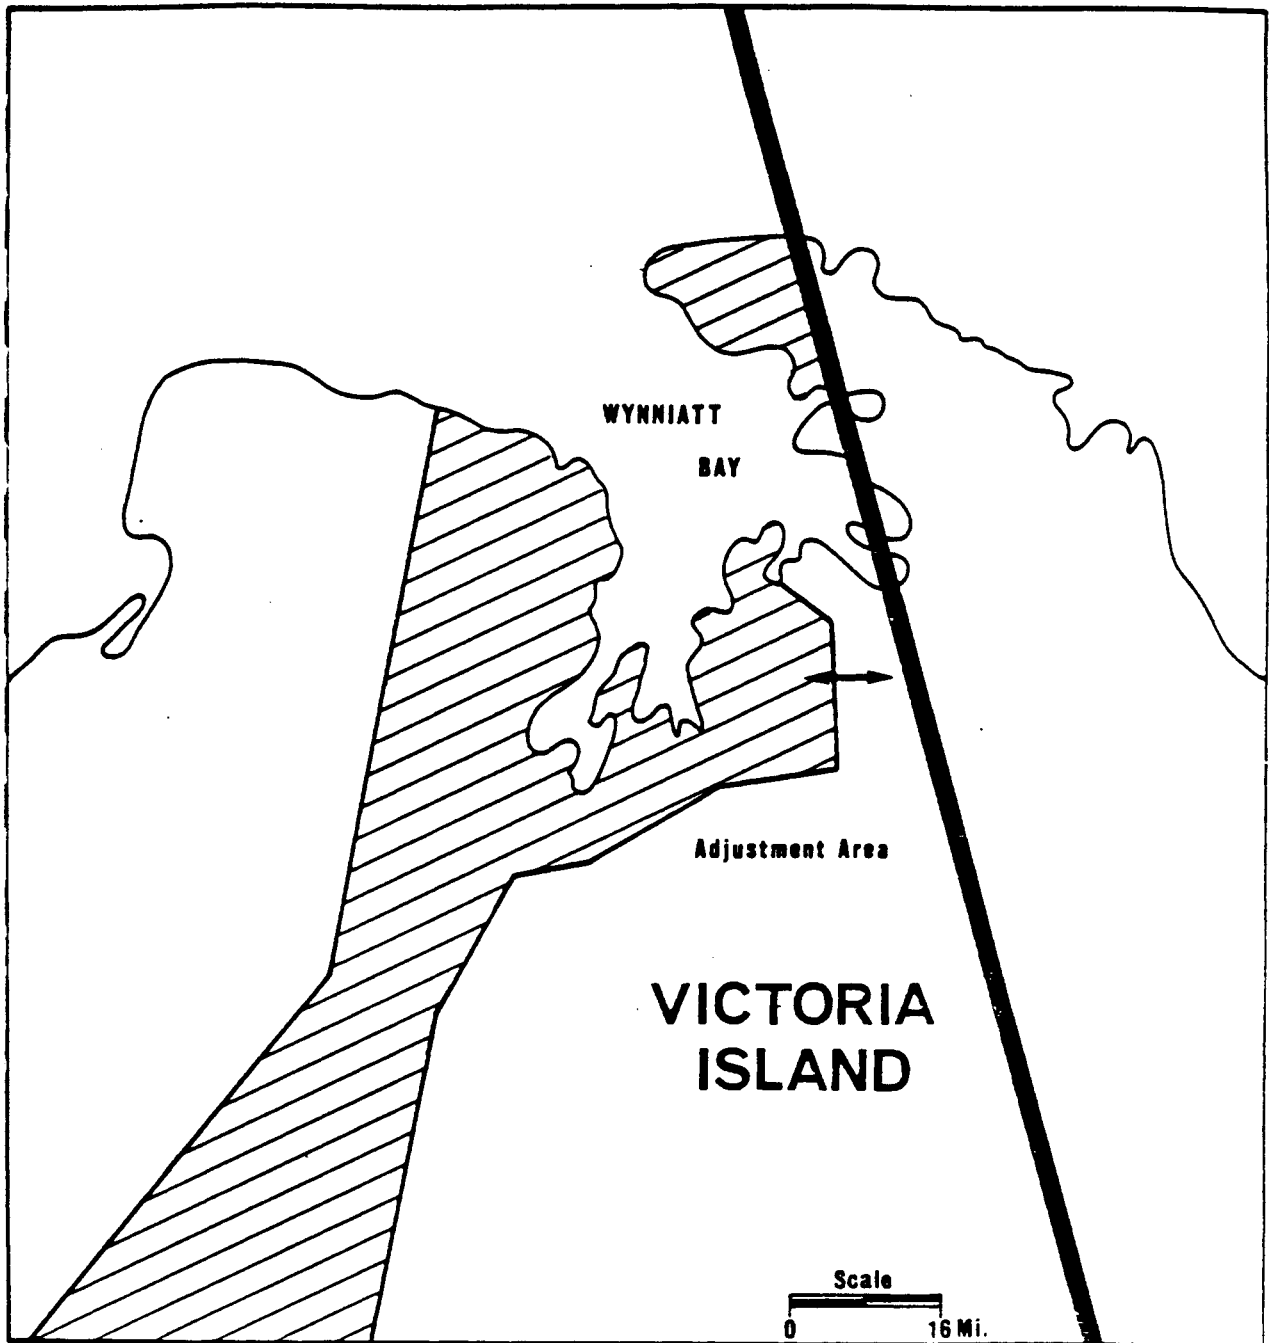 WYNNIATT
BAY
Adjustment Area
VICTORIA
ISLAND
Scale
0 16 Mi.